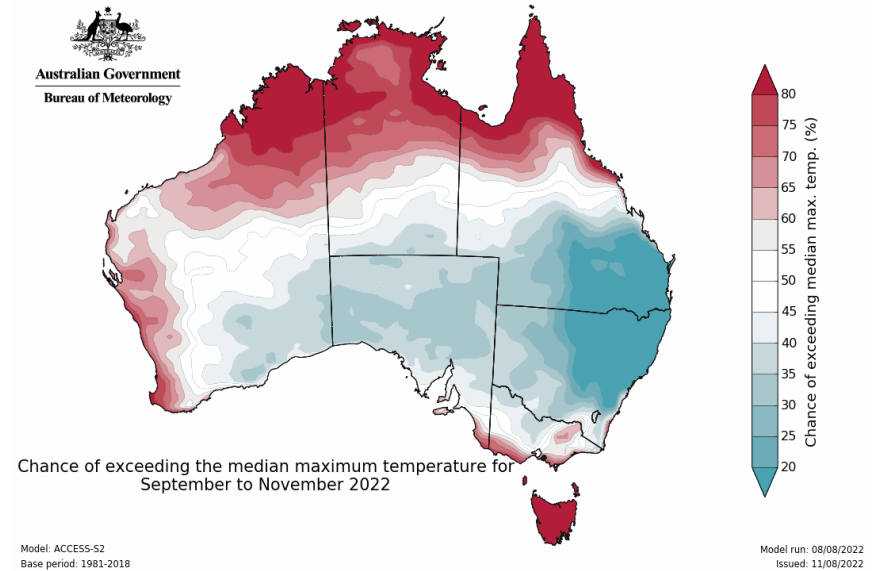 Australian Government
Bureau of Meteorology
80
75
70
65
60
55
50
45
40
35
30
25
20
Chance of exceeding median max. temp. (%)
Chance of exceeding the median maximum temperature for
September to November 2022
Model: ACCESS-S2
Base period: 1981-2018
Model run: 08/08/2022
Issued: 11/08/2022